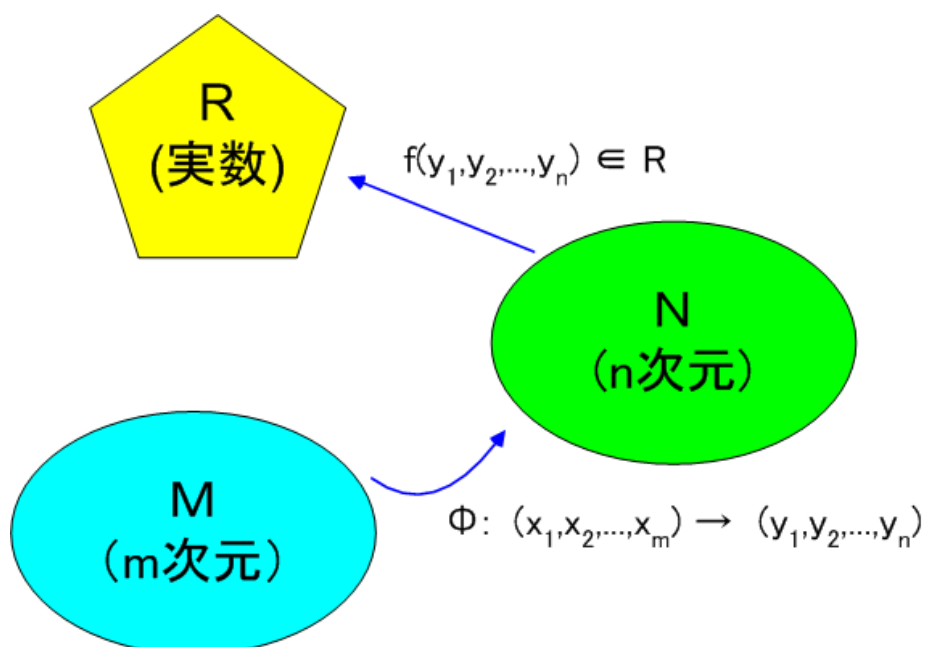 R
(実数)
f(y₁,y₂,...,yₙ) ∈ R
N
(n次元)
M
(m次元)
Φ: (x₁,x₂,...,xₘ) → (y₁,y₂,...,yₙ)